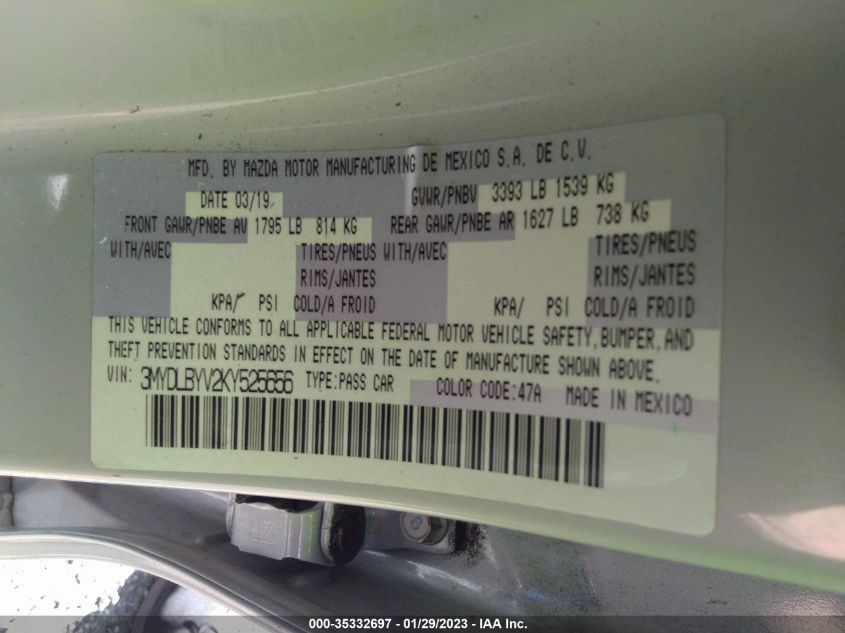 MFD. BY MAZDA MOTOR MANUFACTURING DE MEXICO S.A. DE C.V.
DATE 03/19 GVWR/PNBV 3393 LB 1539 KG
FRONT GAWR/PNBE AV 1795 LB 814 KG REAR GAWR/PNBE AR 1627 LB 738 KG
WITH/AVEC TIRES/PNEUS WITH/AVEC TIRES/PNEUS
RIMS/JANTES RIMS/JANTES
KPA/ PSI COLD/A FROID KPA/ PSI COLD/A FROID
THIS VEHICLE CONFORMS TO ALL APPLICABLE FEDERAL MOTOR VEHICLE SAFETY, BUMPER, AND
THEFT PREVENTION STANDARDS IN EFFECT ON THE DATE OF MANUFACTURE SHOWN ABOVE.
VIN: 3MYDLBYV2KY525656 TYPE:PASS CAR COLOR CODE:47A MADE IN MEXICO
ZR
000-35332697 - 01/29/2023 - IAA Inc.